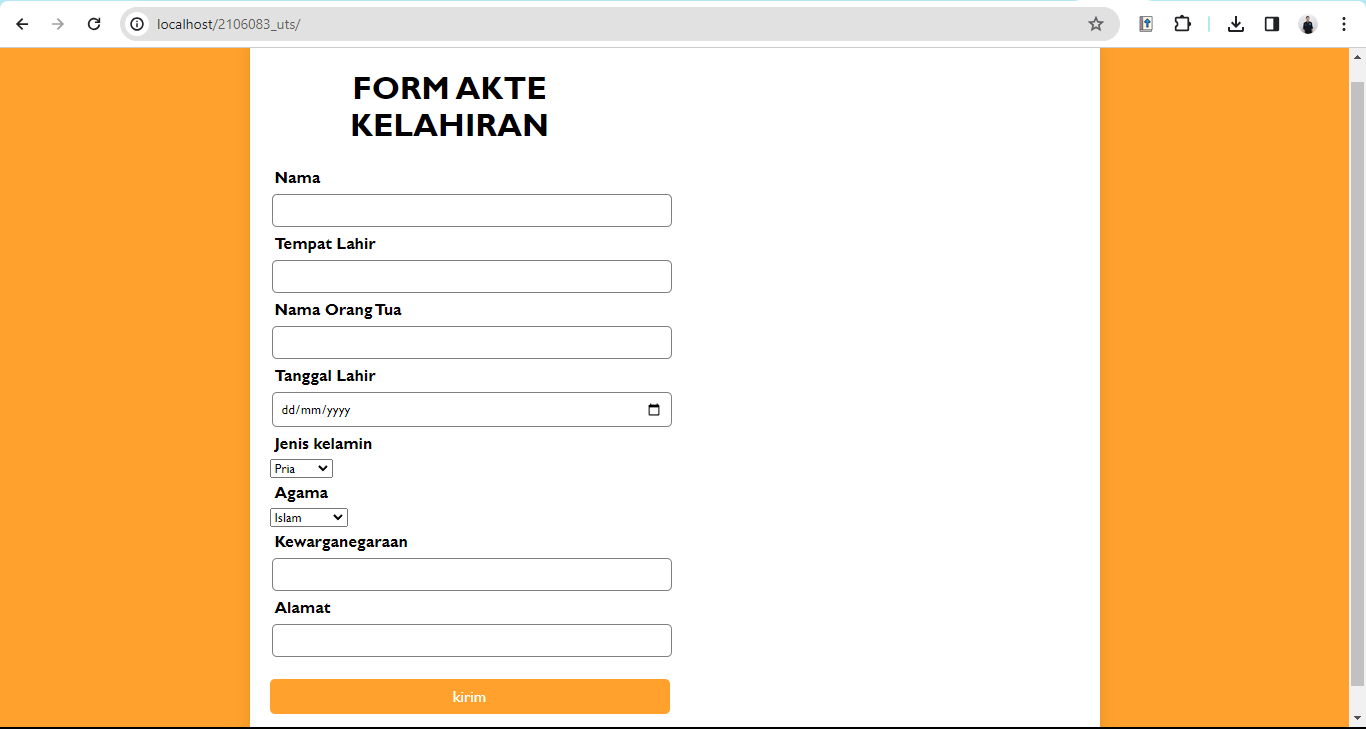 localhost/2106083_uts/
FORM AKTE
KELAHIRAN
Nama
Tempat Lahir
Nama Orang Tua
Tanggal Lahir
dd/mm/yyyy
Jenis kelamin
Pria
Agama
Islam
Kewarganegaraan
Alamat
kirim